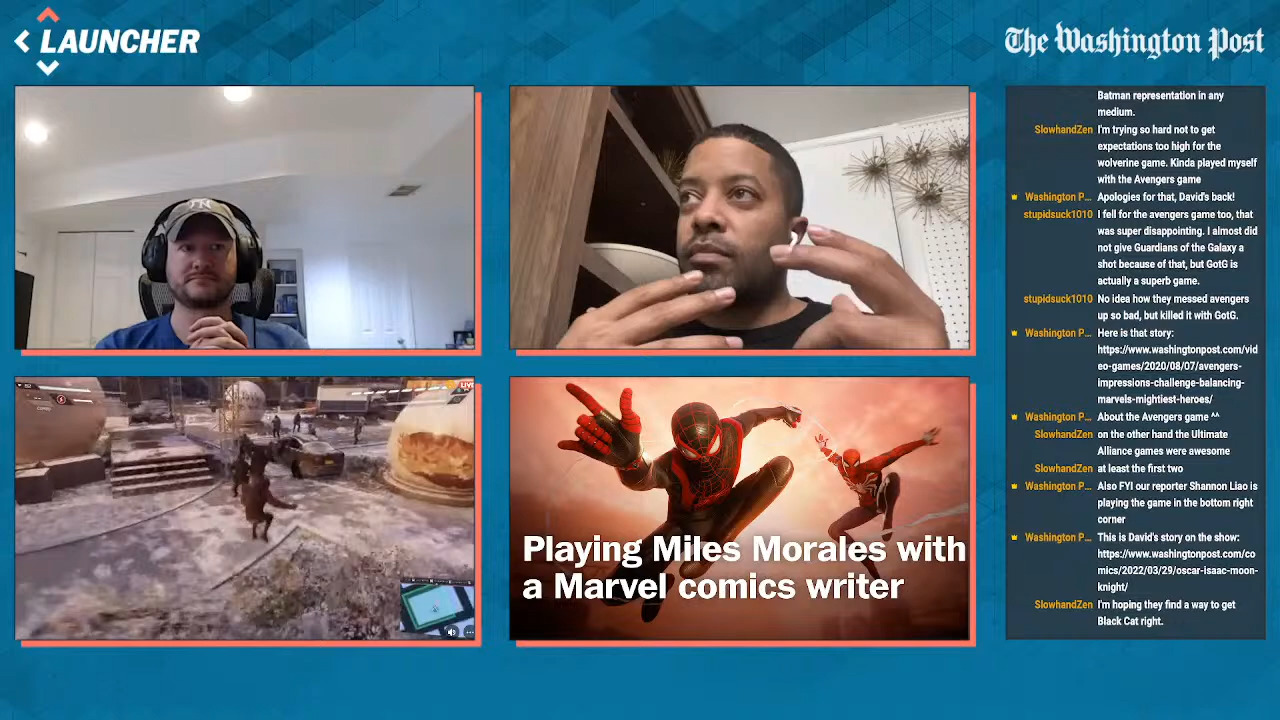 LAUNCHER
The Washington Post
NY
LIVE
Playing Miles Morales with
a Marvel comics writer
Batman representation in any
medium.
SlowhandZen I'm trying so hard not to get
expectations too high for the
wolverine game. Kinda played myself
with the Avengers game
Washington P... Apologies for that, David's back!
stupidsuck1010 I fell for the avengers game too, that
was super disappointing. I almost did
not give Guardians of the Galaxy a
shot because of that, but GotG is
actually a superb game.
stupidsuck1010 No idea how they messed avengers
up so bad, but killed it with GotG.
Washington P... Here is that story:
https://www.washingtonpost.com/vid
eo-games/2020/08/07/avengers-
impressions-challenge-balancing-
marvels-mightiest-heroes/
Washington P... About the Avengers game ^^
SlowhandZen on the other hand the Ultimate
Alliance games were awesome
SlowhandZen at least the first two
Washington P... Also FYI our reporter Shannon Liao is
playing the game in the bottom right
corner
Washington P... This is David's story on the show:
https://www.washingtonpost.com/co
mics/2022/03/29/oscar-isaac-moon-
knight/
SlowhandZen I'm hoping they find a way to get
Black Cat right.